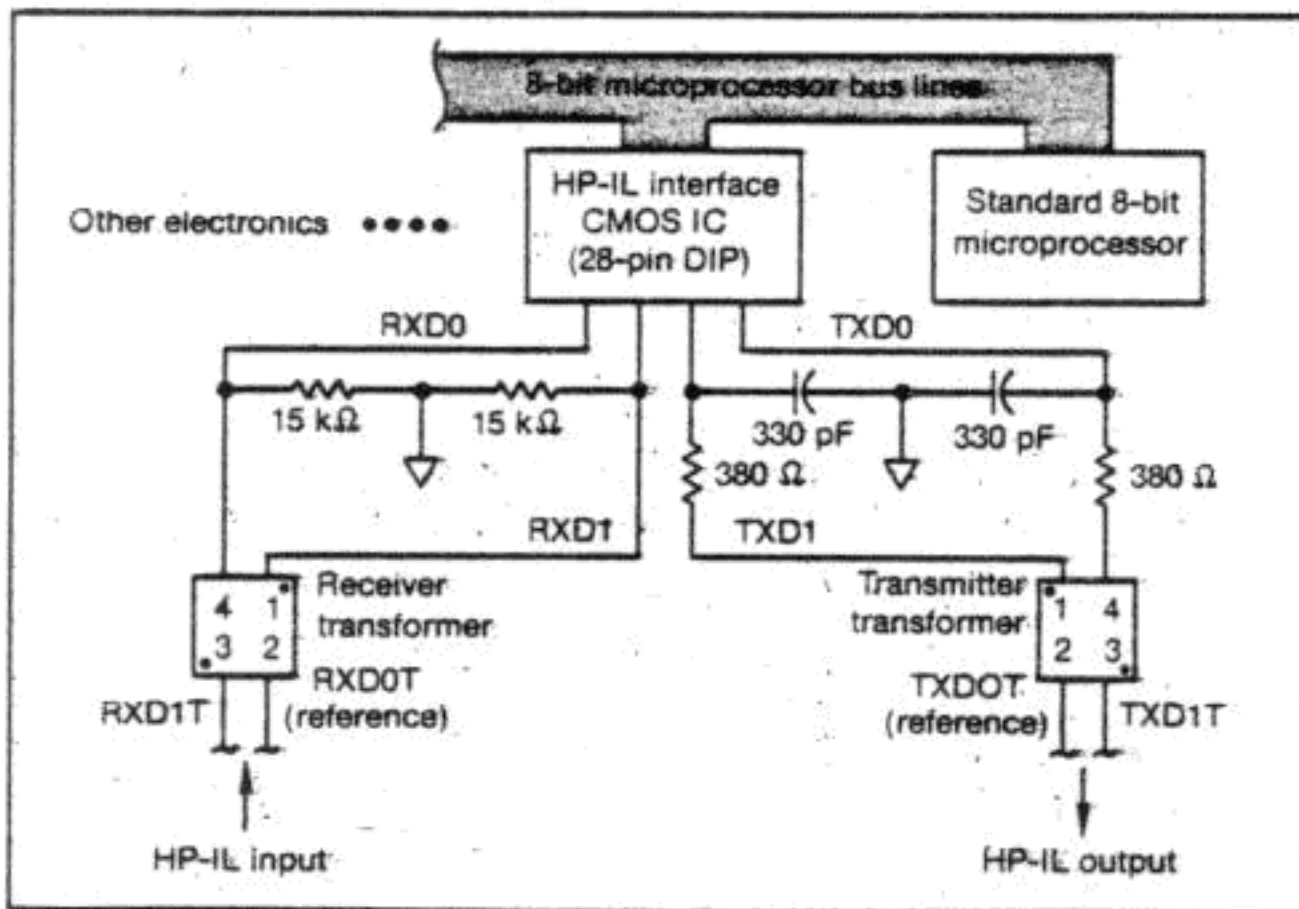 8-bit microprocessor bus lines
HP-IL interface
CMOS IC
(28-pin DIP)
Standard 8-bit
microprocessor
Other electronics
RXD0
TXD0
15 kΩ
15 kΩ
330 pF
330 pF
380 Ω
380 Ω
RXD1
TXD1
4 1
3 2
Receiver
transformer
Transmitter
transformer
1 4
2 3
RXD1T
RXD0T
(reference)
TXDOT
(reference)
TXD1T
HP-IL input
HP-IL output